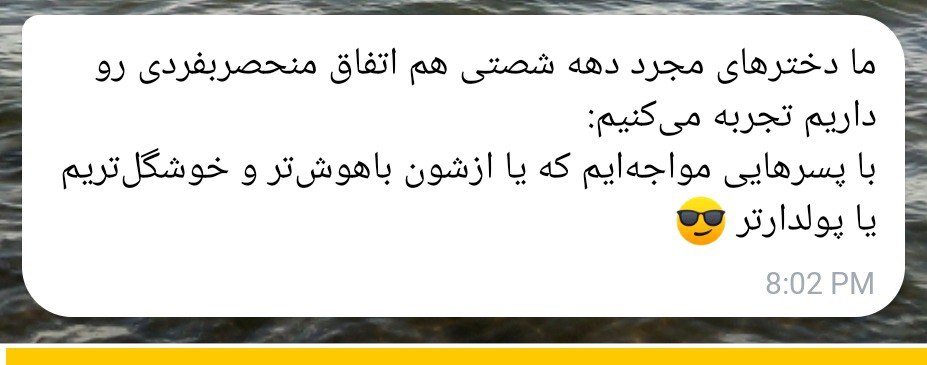 ما دخترهای مجرد دهه شصتی هم اتفاق منحصربفردی رو
داریم تجربه می‌کنیم:
با پسرهایی مواجه‌ایم که یا ازشون باهوش‌تر و خوشگل‌تریم
یا پولدارتر 😎
8:02 PM